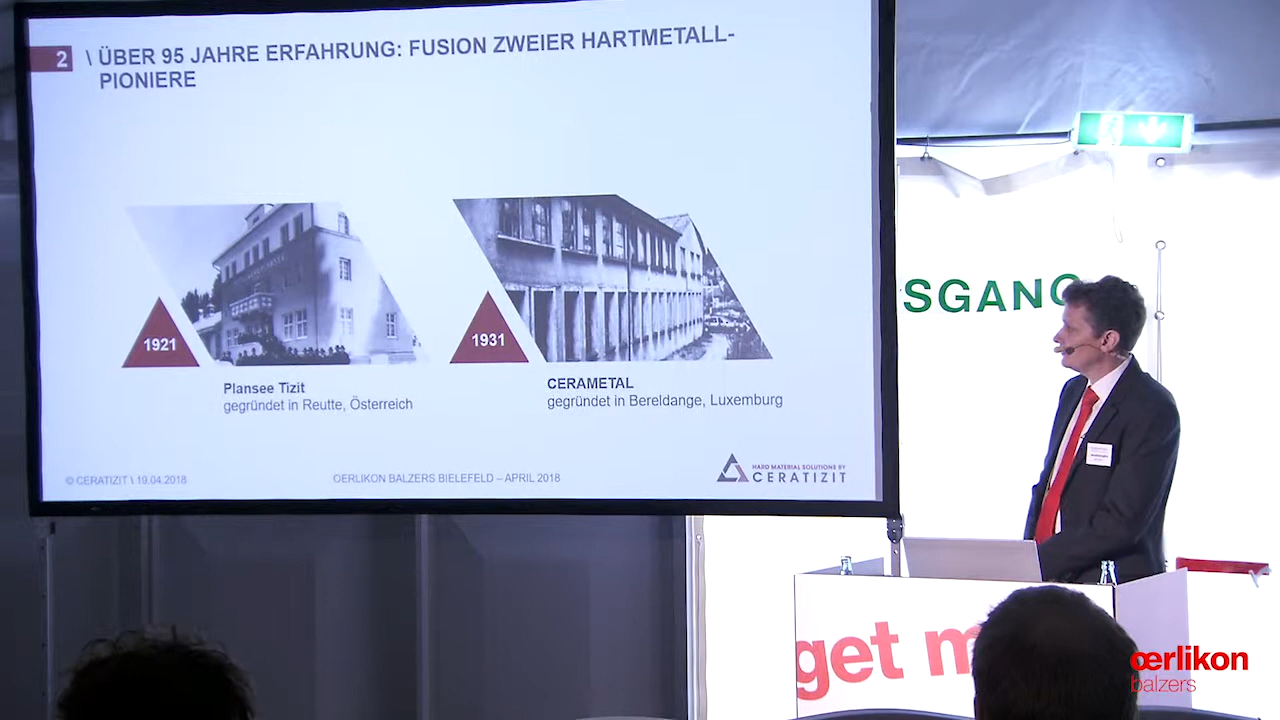 2
\ ÜBER 95 JAHRE ERFAHRUNG: FUSION ZWEIER HARTMETALL-
PIONIERE
1921
1931
Plansee Tizit
gegründet in Reutte, Österreich
CERAMETAL
gegründet in Bereldange, Luxemburg
© CERATIZIT \ 19.04.2018
OERLIKON BALZERS BIELEFELD – APRIL 2018
HARD MATERIAL SOLUTIONS BY
CERATIZIT
SGANG
get m
œrlikon
balzers